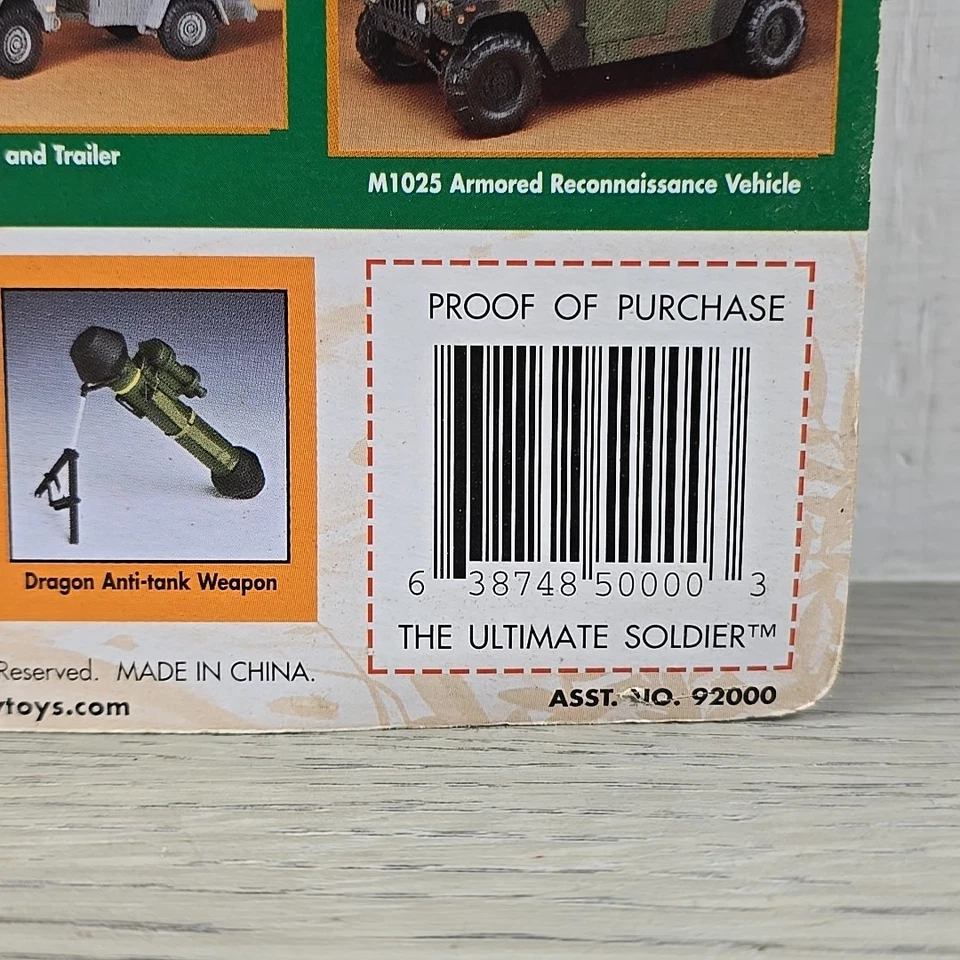 and Trailer
M1025 Armored Reconnaissance Vehicle
Dragon Anti-tank Weapon
PROOF OF PURCHASE
6 38748 50000 3
THE ULTIMATE SOLDIER™
Reserved. MADE IN CHINA.
toys.com
ASST. NO. 92000